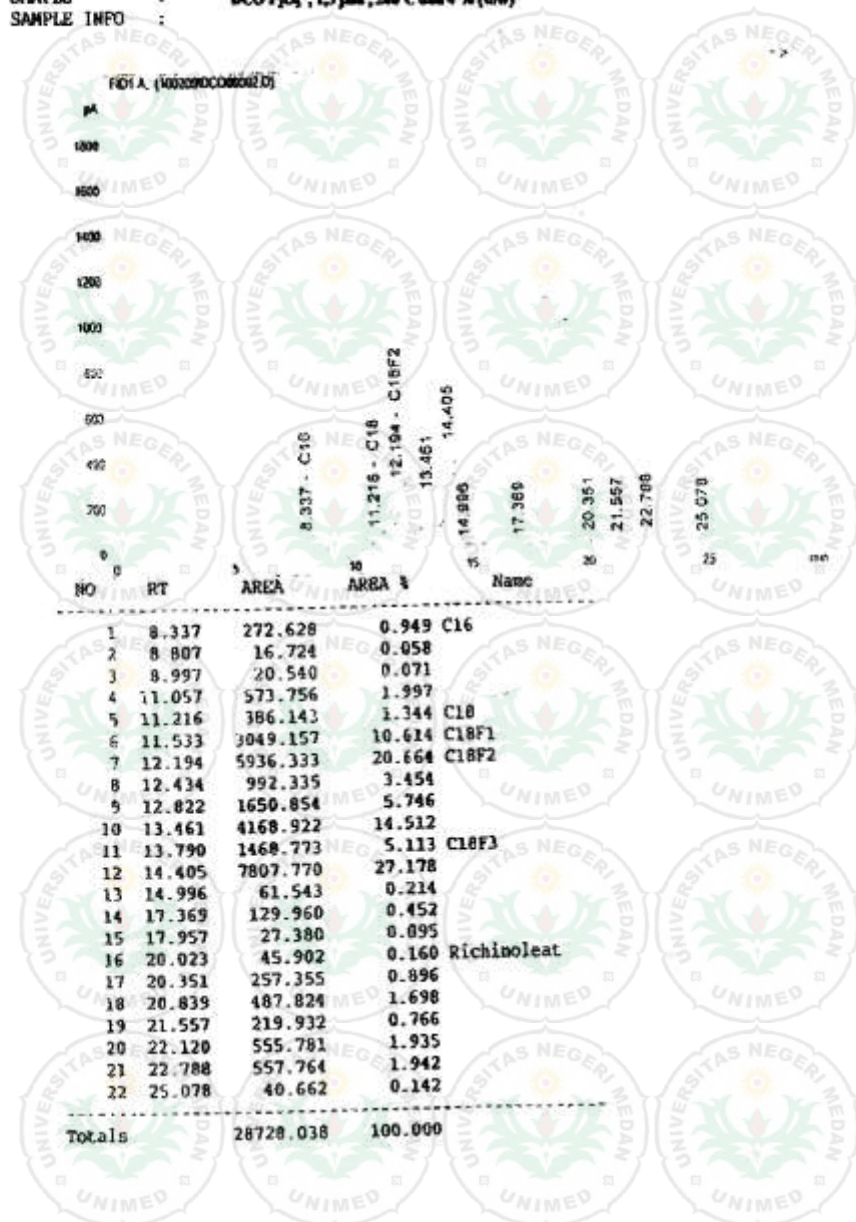 SAMPLE INFO :
pA
1800
1600
1400
1200
1000
8.337 - C16
11.216 - C18
12.194 - C18F2
13.461
14.405
14.996
17.369
20.351
21.557
22.788
25.078
0
0 5 10 15 20 25 min
NO RT AREA AREA % Name
1 8.337 272.628 0.949 C16
2 8.807 16.724 0.058
3 8.997 20.540 0.071
4 11.057 573.756 1.997
5 11.216 386.143 1.344 C18
6 11.533 3049.157 10.614 C18F1
7 12.194 5936.333 20.664 C18F2
8 12.434 992.335 3.454
9 12.822 1650.854 5.746
10 13.461 4168.922 14.512
11 13.790 1468.773 5.113 C18F3
12 14.405 7807.770 27.178
13 14.996 61.543 0.214
14 17.369 129.960 0.452
15 17.957 27.380 0.095
16 20.023 45.902 0.160 Richinoleat
17 20.351 257.355 0.896
18 20.839 487.824 1.698
19 21.557 219.932 0.766
20 22.120 555.781 1.935
21 22.788 557.764 1.942
22 25.078 40.662 0.142
Totals 28728.038 100.000